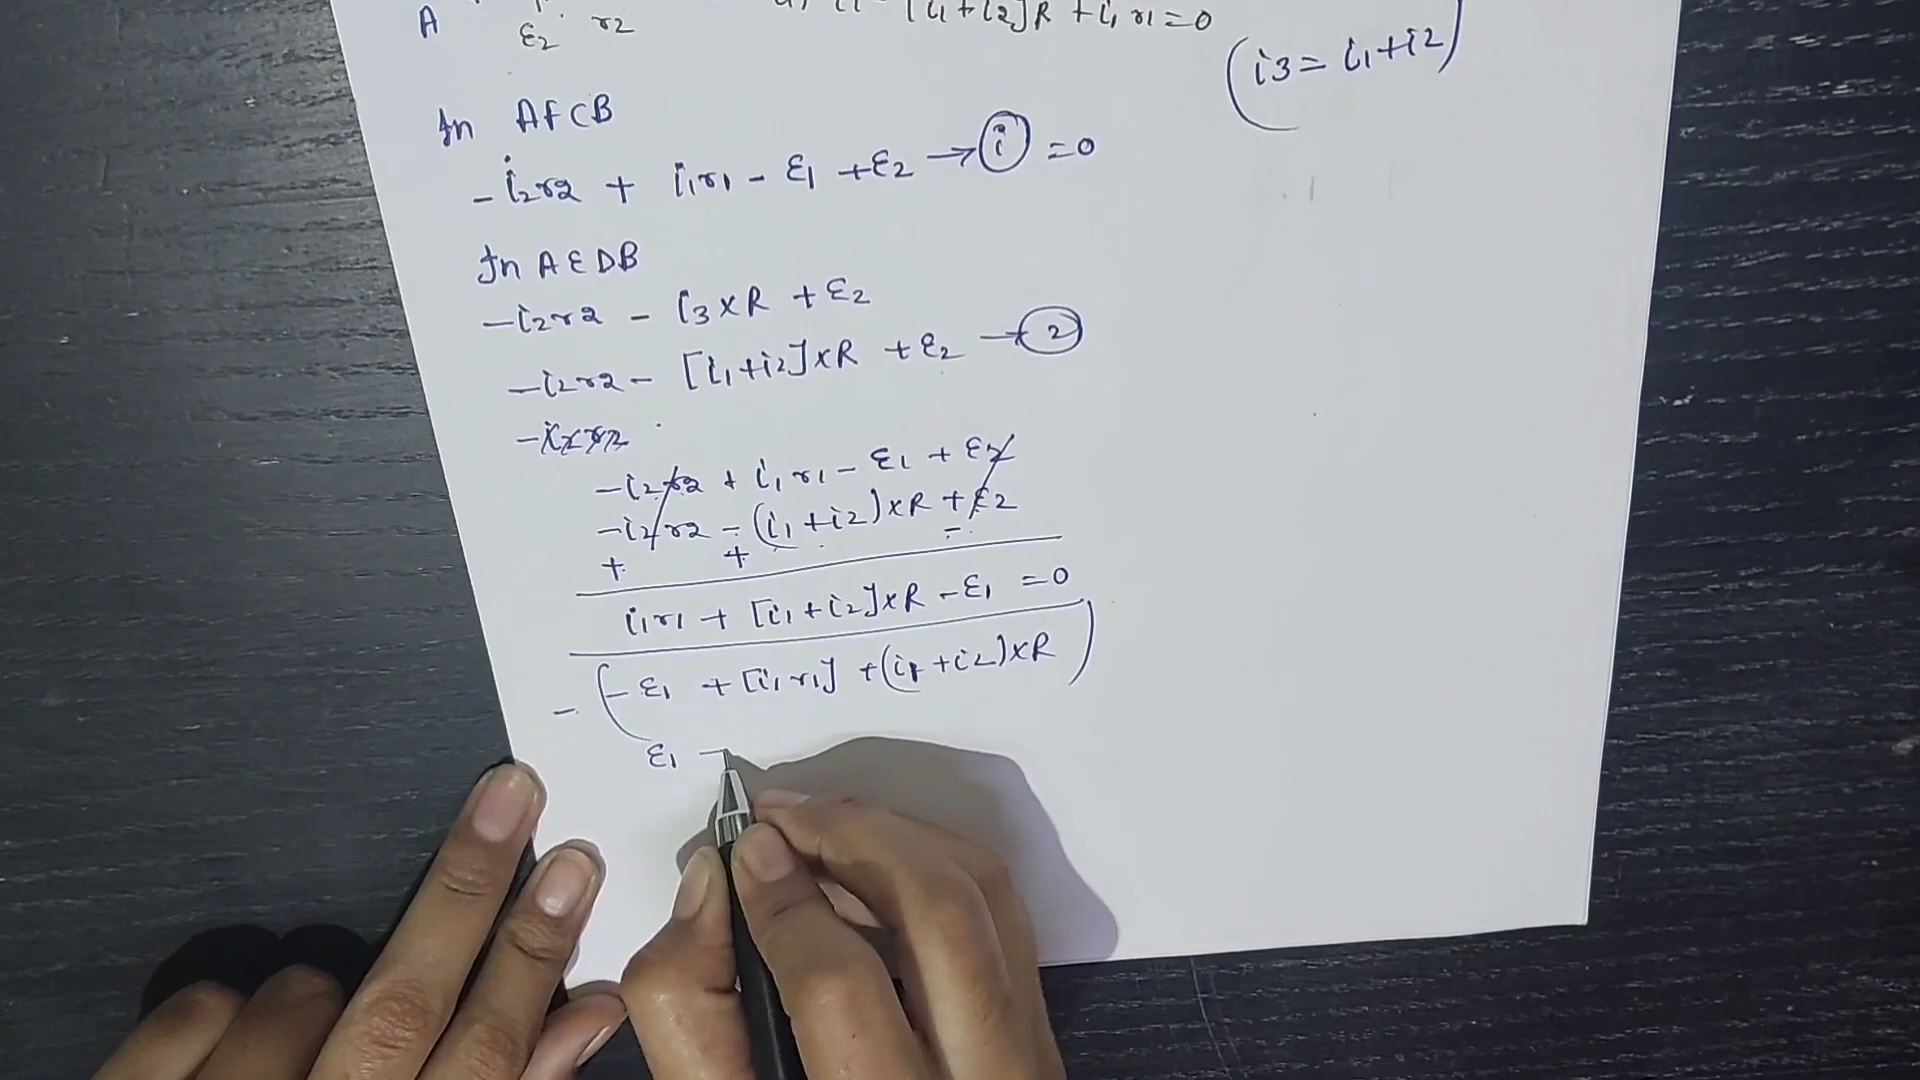 A ε2 r2
[i1+i2]R + i1 r1 = 0
(i3 = i1+i2)
In AFCB
-i2r2 + i1r1 - ε1 + ε2 → (i) = 0
In AEDB
-i2r2 - i3×R + ε2
-i2r2 - [i1+i2]×R + ε2 → (2)
-i2r2 + i1r1 - ε1 + ε2
-i2r2 - (i1+i2)×R + ε2
+ + -
i1r1 + [i1+i2]×R - ε1 = 0
- (-ε1 + [i1r1] + (i1+i2)×R)
ε1 -